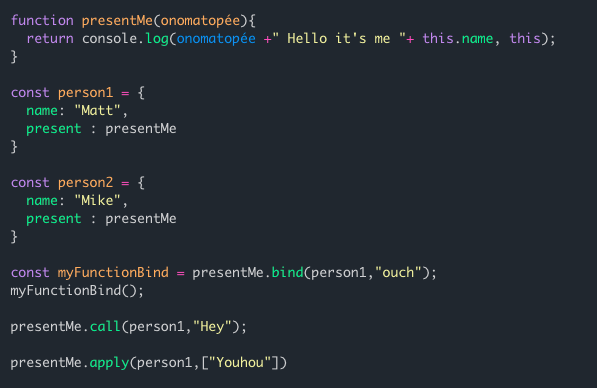 function presentMe(onomatopée){
  return console.log(onomatopée +" Hello it's me "+ this.name, this);
}

const person1 = {
  name: "Matt",
  present : presentMe
}

const person2 = {
  name: "Mike",
  present : presentMe
}

const myFunctionBind = presentMe.bind(person1,"ouch");
myFunctionBind();

presentMe.call(person1,"Hey");

presentMe.apply(person1,["Youhou"])